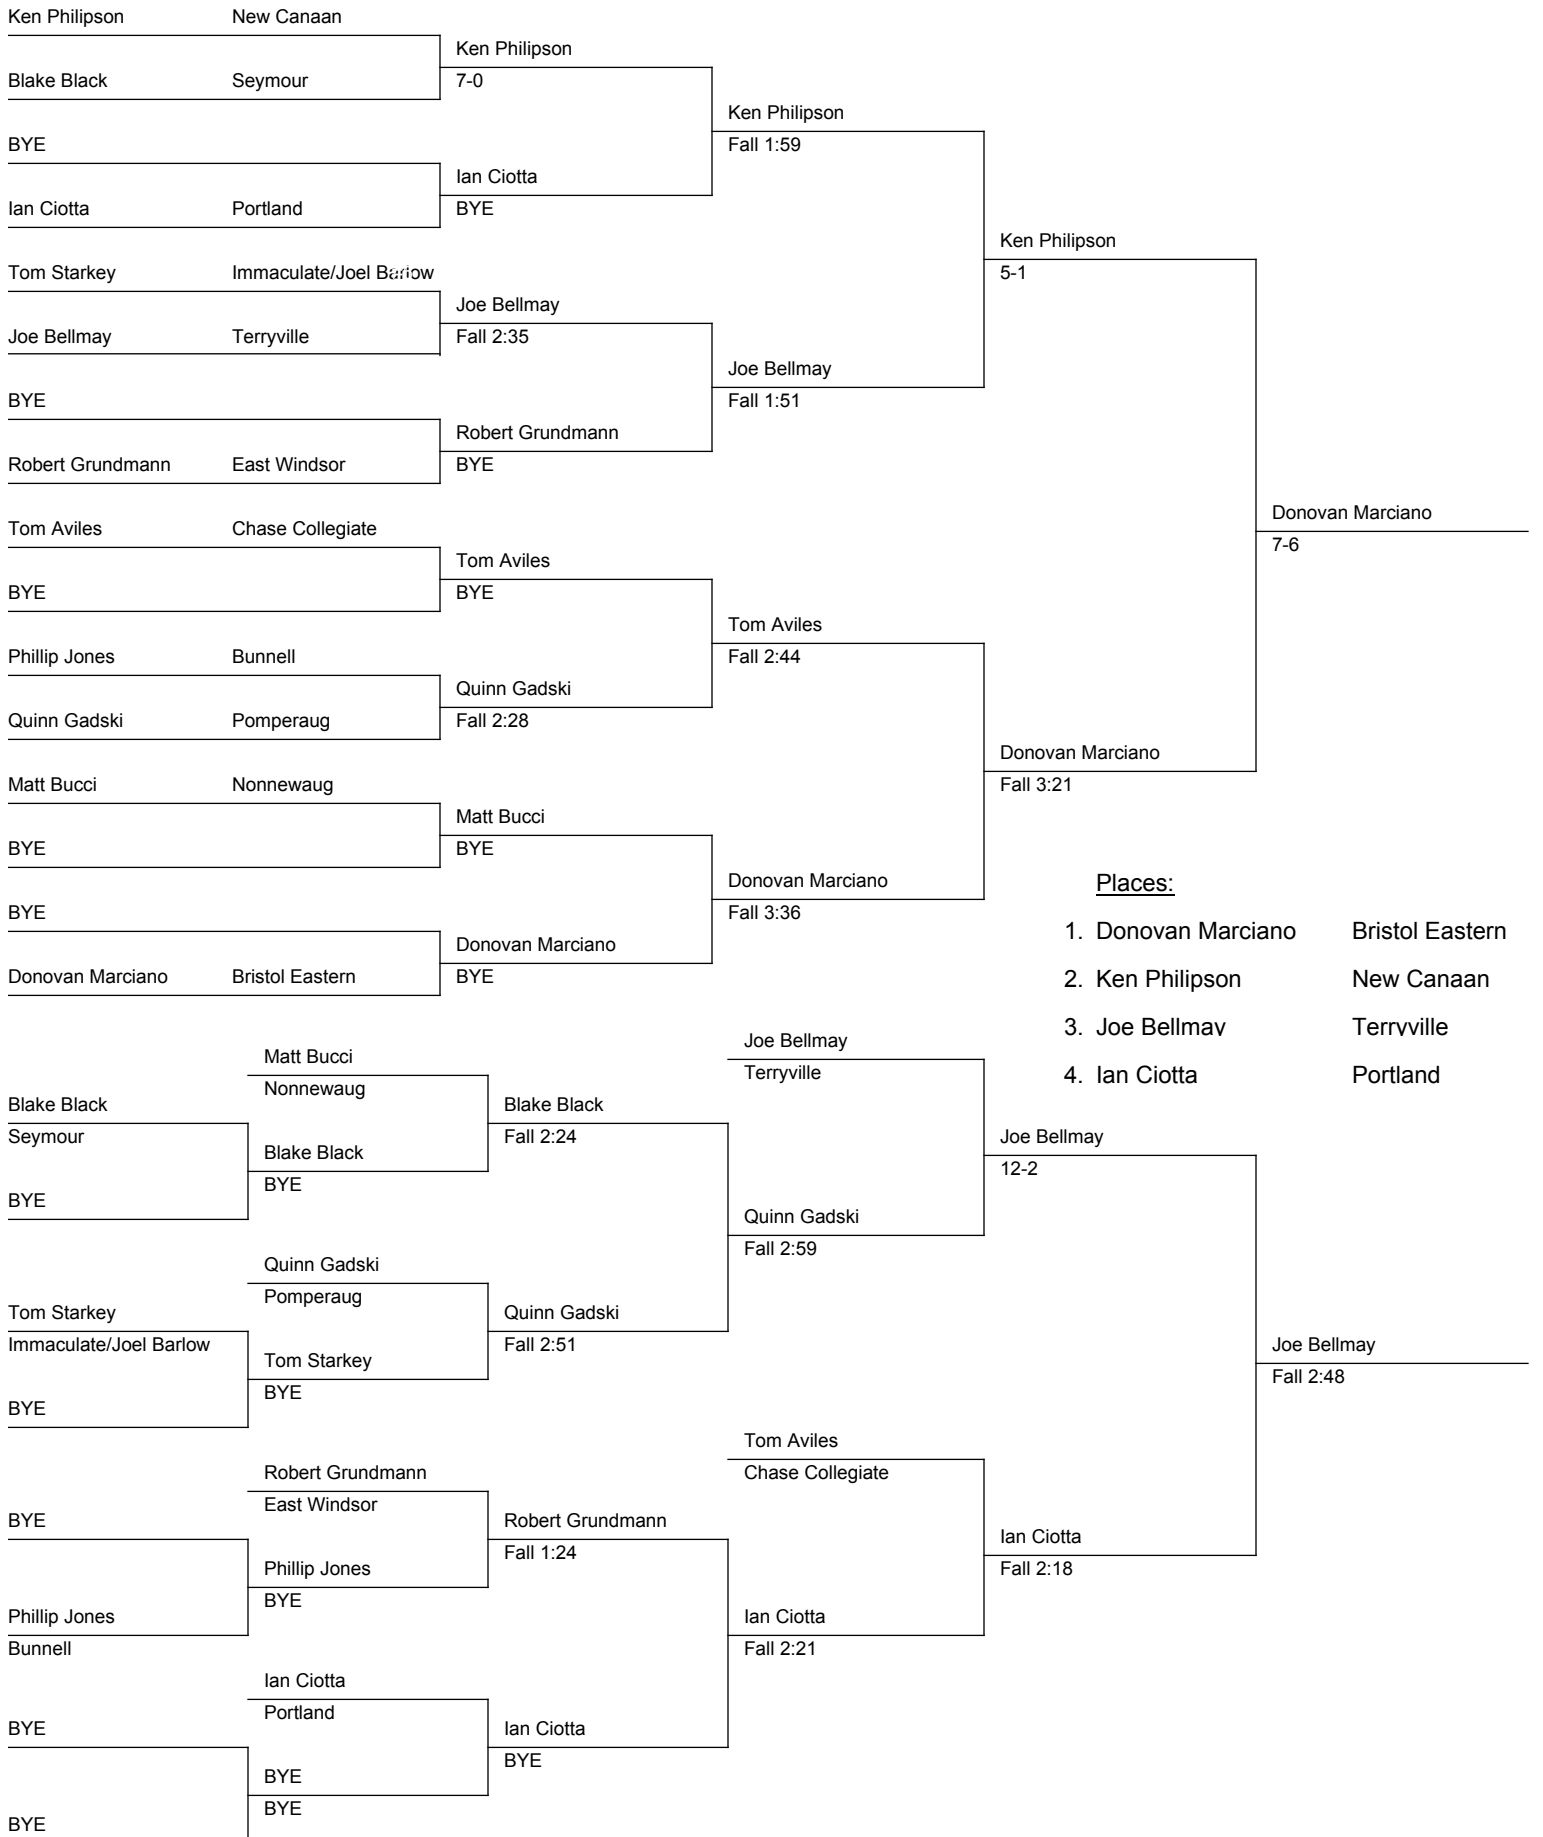 Ken Philipson New Canaan
Ken Philipson
Blake Black Seymour 7-0
Ken Philipson
BYE Fall 1:59
Ian Ciotta
Ian Ciotta Portland BYE
Ken Philipson
Tom Starkey Immaculate/Joel Barlow 5-1
Joe Bellmay
Joe Bellmay Terryville Fall 2:35
Joe Bellmay
BYE Fall 1:51
Robert Grundmann
Robert Grundmann East Windsor BYE
Donovan Marciano
Tom Aviles Chase Collegiate
7-6
Tom Aviles
BYE BYE
Tom Aviles
Phillip Jones Bunnell Fall 2:44
Quinn Gadski
Quinn Gadski Pomperaug Fall 2:28
Donovan Marciano
Matt Bucci Nonnewaug Fall 3:21
Matt Bucci
BYE BYE
Donovan Marciano Places:
BYE Fall 3:36
1. Donovan Marciano Bristol Eastern
Donovan Marciano
Donovan Marciano Bristol Eastern BYE 2. Ken Philipson New Canaan
3. Joe Bellmay Terryville
Joe Bellmay
Matt Bucci
Terryville 4. Ian Ciotta Portland
Nonnewaug
Blake Black Blake Black
Seymour Fall 2:24 Joe Bellmay
Blake Black
12-2
BYE
BYE
Quinn Gadski
Fall 2:59
Quinn Gadski
Pomperaug
Tom Starkey Quinn Gadski
Immaculate/Joel Barlow Fall 2:51 Joe Bellmay
Tom Starkey
Fall 2:48
BYE
BYE
Tom Aviles
Robert Grundmann Chase Collegiate
East Windsor
BYE Robert Grundmann
Ian Ciotta
Fall 1:24
Phillip Jones Fall 2:18
BYE
Phillip Jones Ian Ciotta
Bunnell Fall 2:21
Ian Ciotta
Portland
BYE Ian Ciotta
BYE
BYE
BYE
BYE